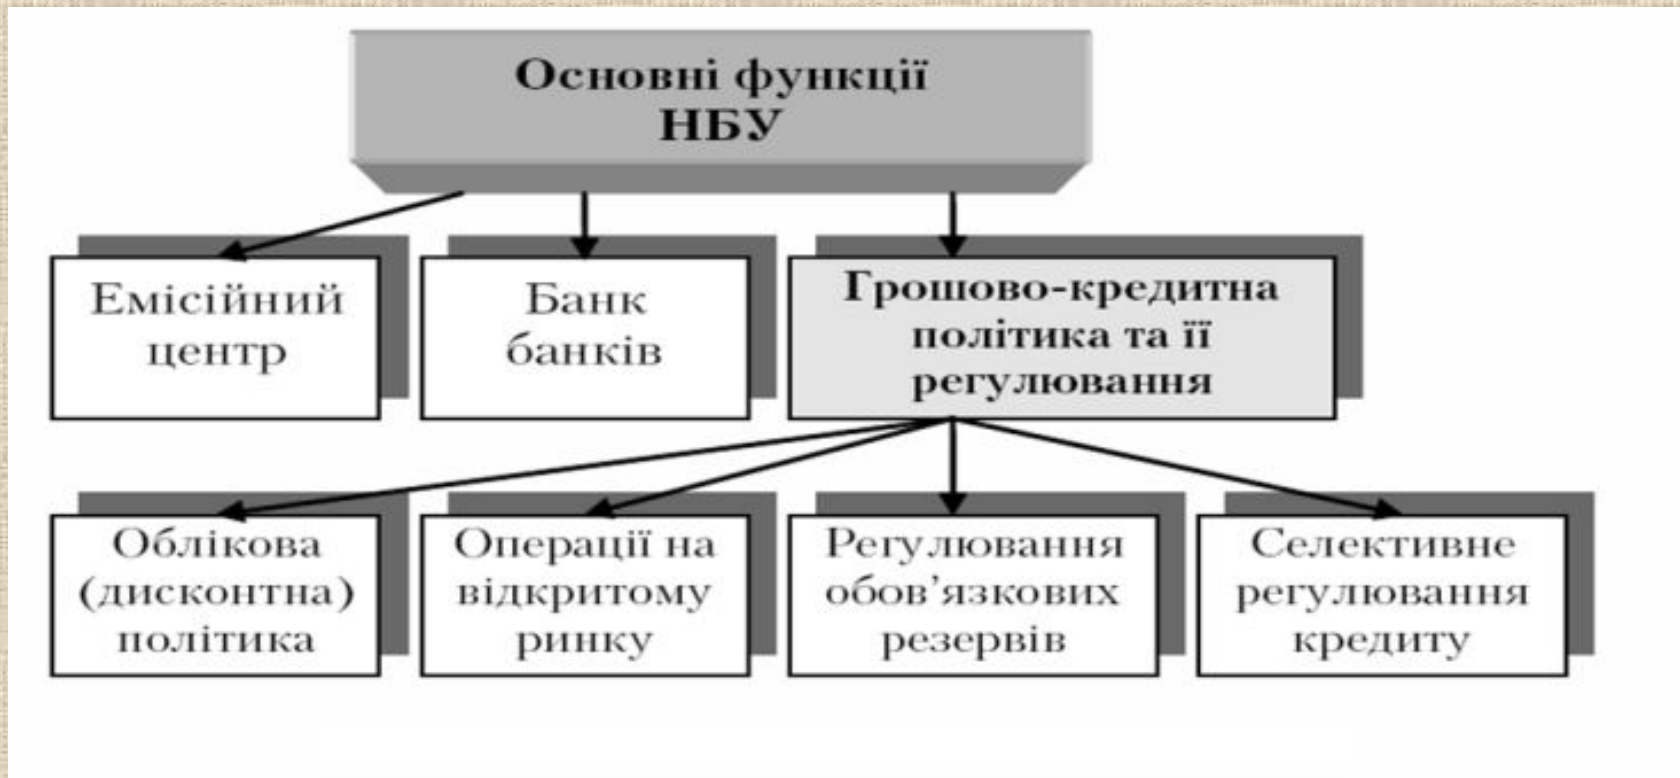 Основні функції
НБУ
Емісійний
центр
Банк
банків
Грошово-кредитна
політика та її
регулювання
Облікова
(дисконтна)
політика
Операції на
відкритому
ринку
Регулювання
обов’язкових
резервів
Селективне
регулювання
кредиту